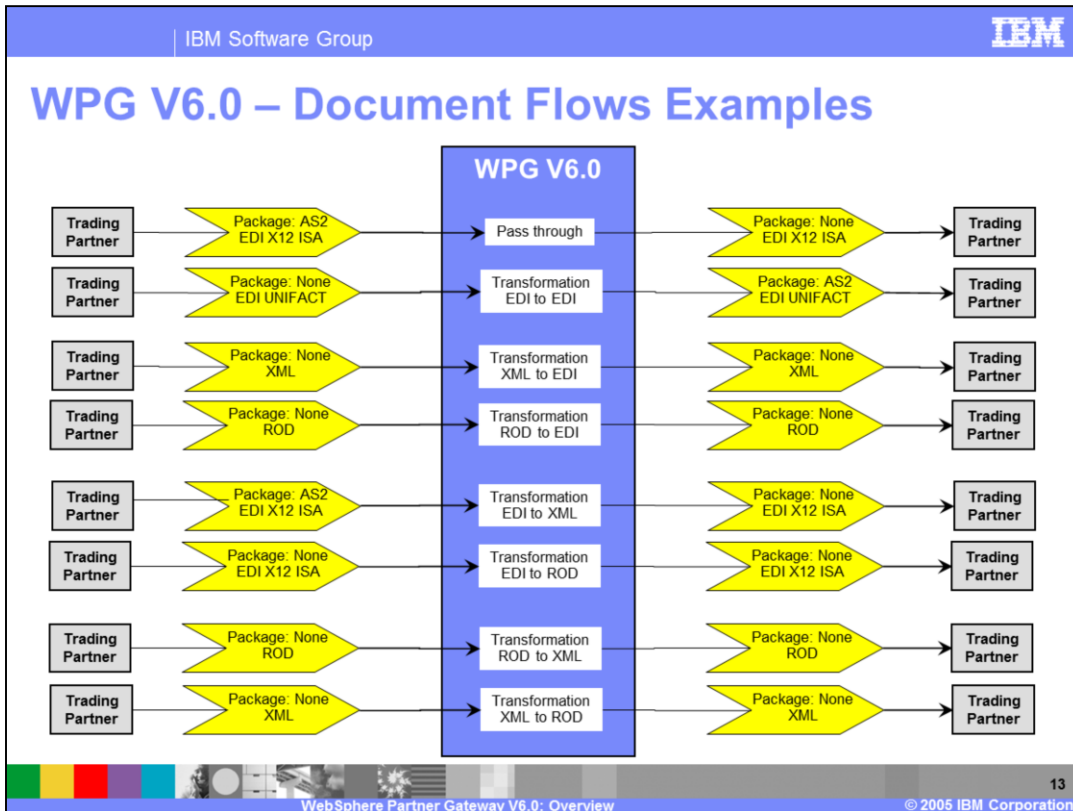 IBM Software Group
IBM
WPG V6.0 – Document Flows Examples
WPG V6.0
Trading
Partner
Package: AS2
EDI X12 ISA
Pass through
Package: None
EDI X12 ISA
Trading
Partner
Trading
Partner
Package: None
EDI UNIFACT
Transformation
EDI to EDI
Package: AS2
EDI UNIFACT
Trading
Partner
Trading
Partner
Package: None
XML
Transformation
XML to EDI
Package: None
XML
Trading
Partner
Trading
Partner
Package: None
ROD
Transformation
ROD to EDI
Package: None
ROD
Trading
Partner
Trading
Partner
Package: AS2
EDI X12 ISA
Transformation
EDI to XML
Package: None
EDI X12 ISA
Trading
Partner
Trading
Partner
Package: None
EDI X12 ISA
Transformation
EDI to ROD
Package: None
EDI X12 ISA
Trading
Partner
Trading
Partner
Package: None
ROD
Transformation
ROD to XML
Package: None
ROD
Trading
Partner
Trading
Partner
Package: None
XML
Transformation
XML to ROD
Package: None
XML
Trading
Partner
13
WebSphere Partner Gateway V6.0: Overview
© 2005 IBM Corporation